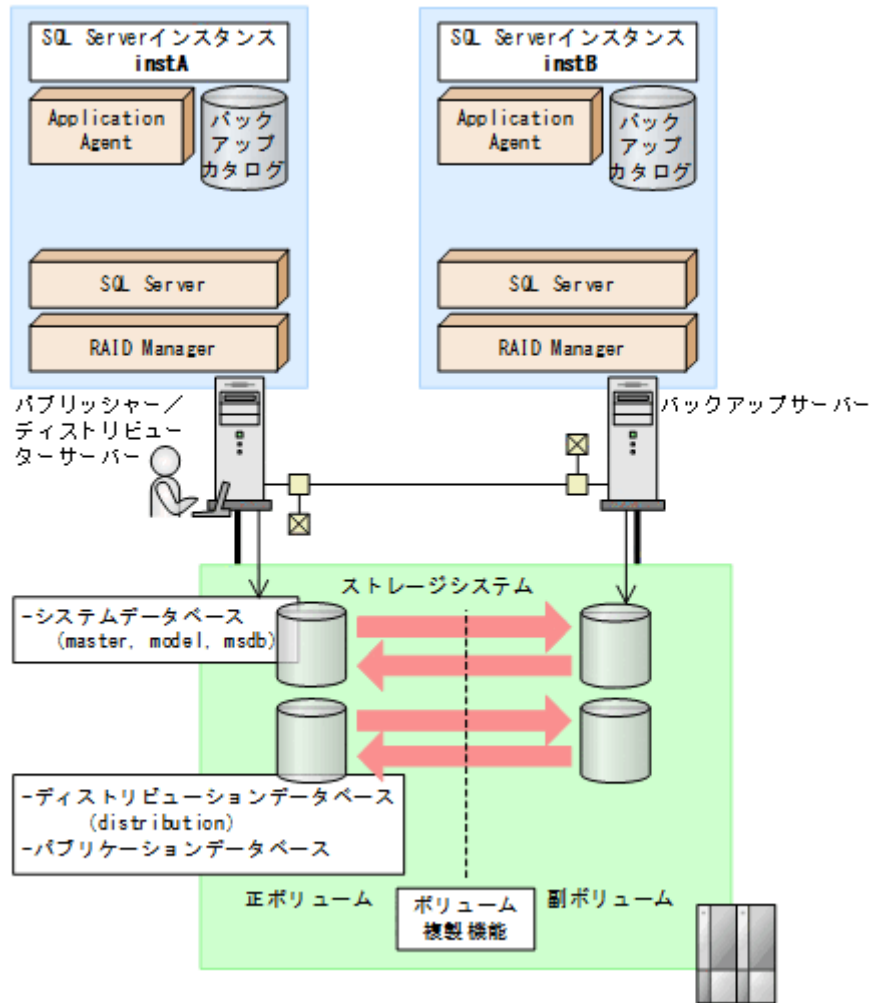 SQL Serverインスタンス
instA
Application
Agent
バック
アップ
カタログ
SQL Server
RAID Manager
SQL Serverインスタンス
instB
Application
Agent
バック
アップ
カタログ
SQL Server
RAID Manager
パブリッシャー／
ディストリビュー
ターサーバー
バックアップサーバー
ストレージシステム
-システムデータベース
(master, model, msdb)
-ディストリビューションデータベース
(distribution)
-パブリケーションデータベース
正ボリューム
ボリューム
複製機能
副ボリューム